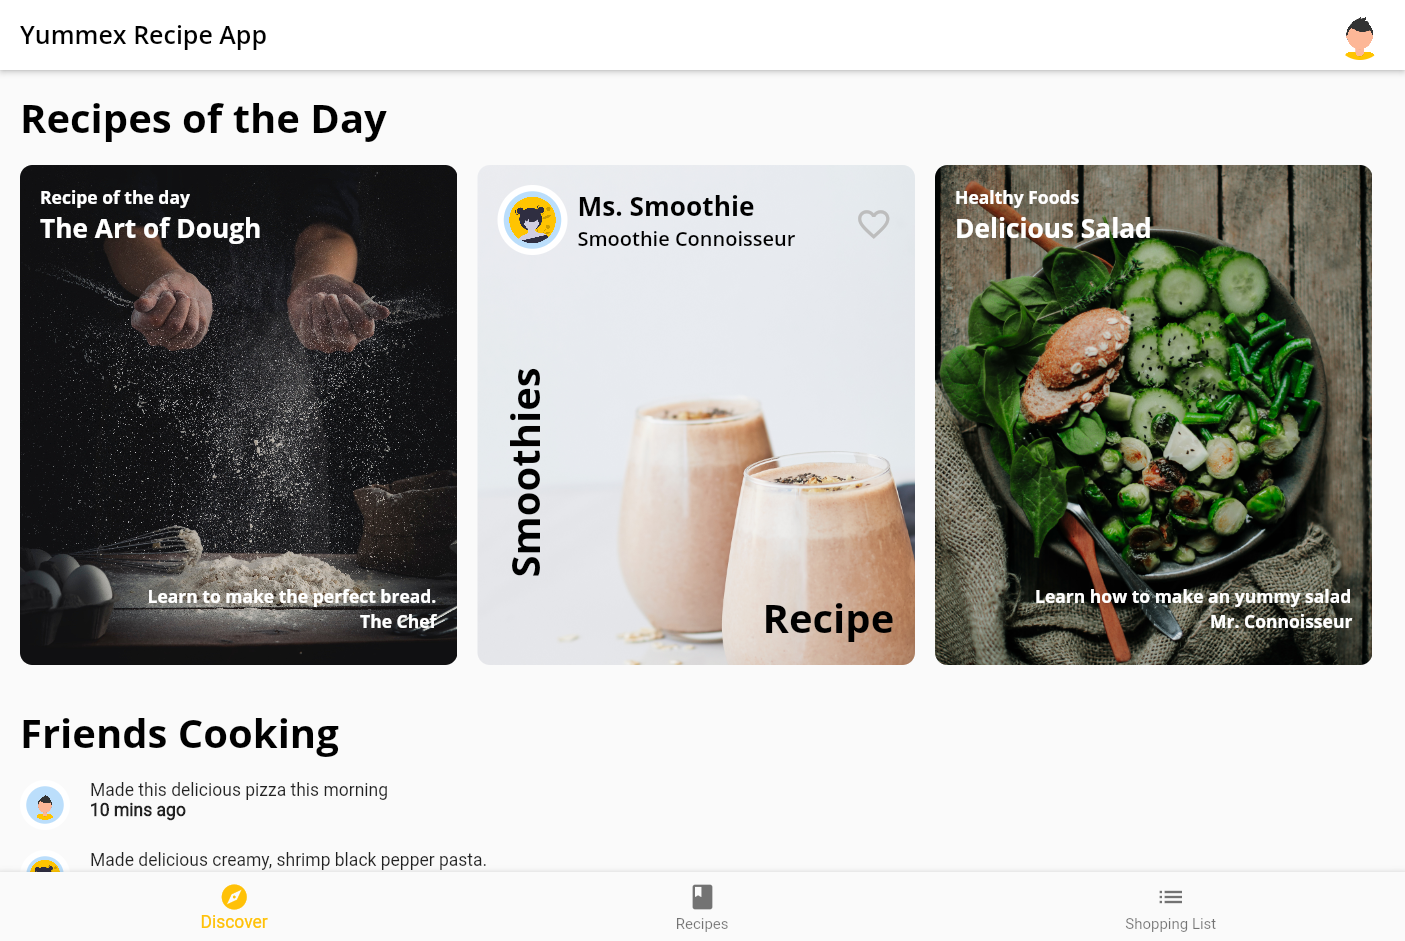 Yummex Recipe App
Recipes of the Day
Recipe of the day
The Art of Dough
Learn to make the perfect bread.
The Chef
Ms. Smoothie
Smoothie Connoisseur
Smoothies
Recipe
Healthy Foods
Delicious Salad
Learn how to make an yummy salad
Mr. Connoisseur
Friends Cooking
Made this delicious pizza this morning
10 mins ago
Made delicious creamy, shrimp black pepper pasta.
Discover
Recipes
Shopping List